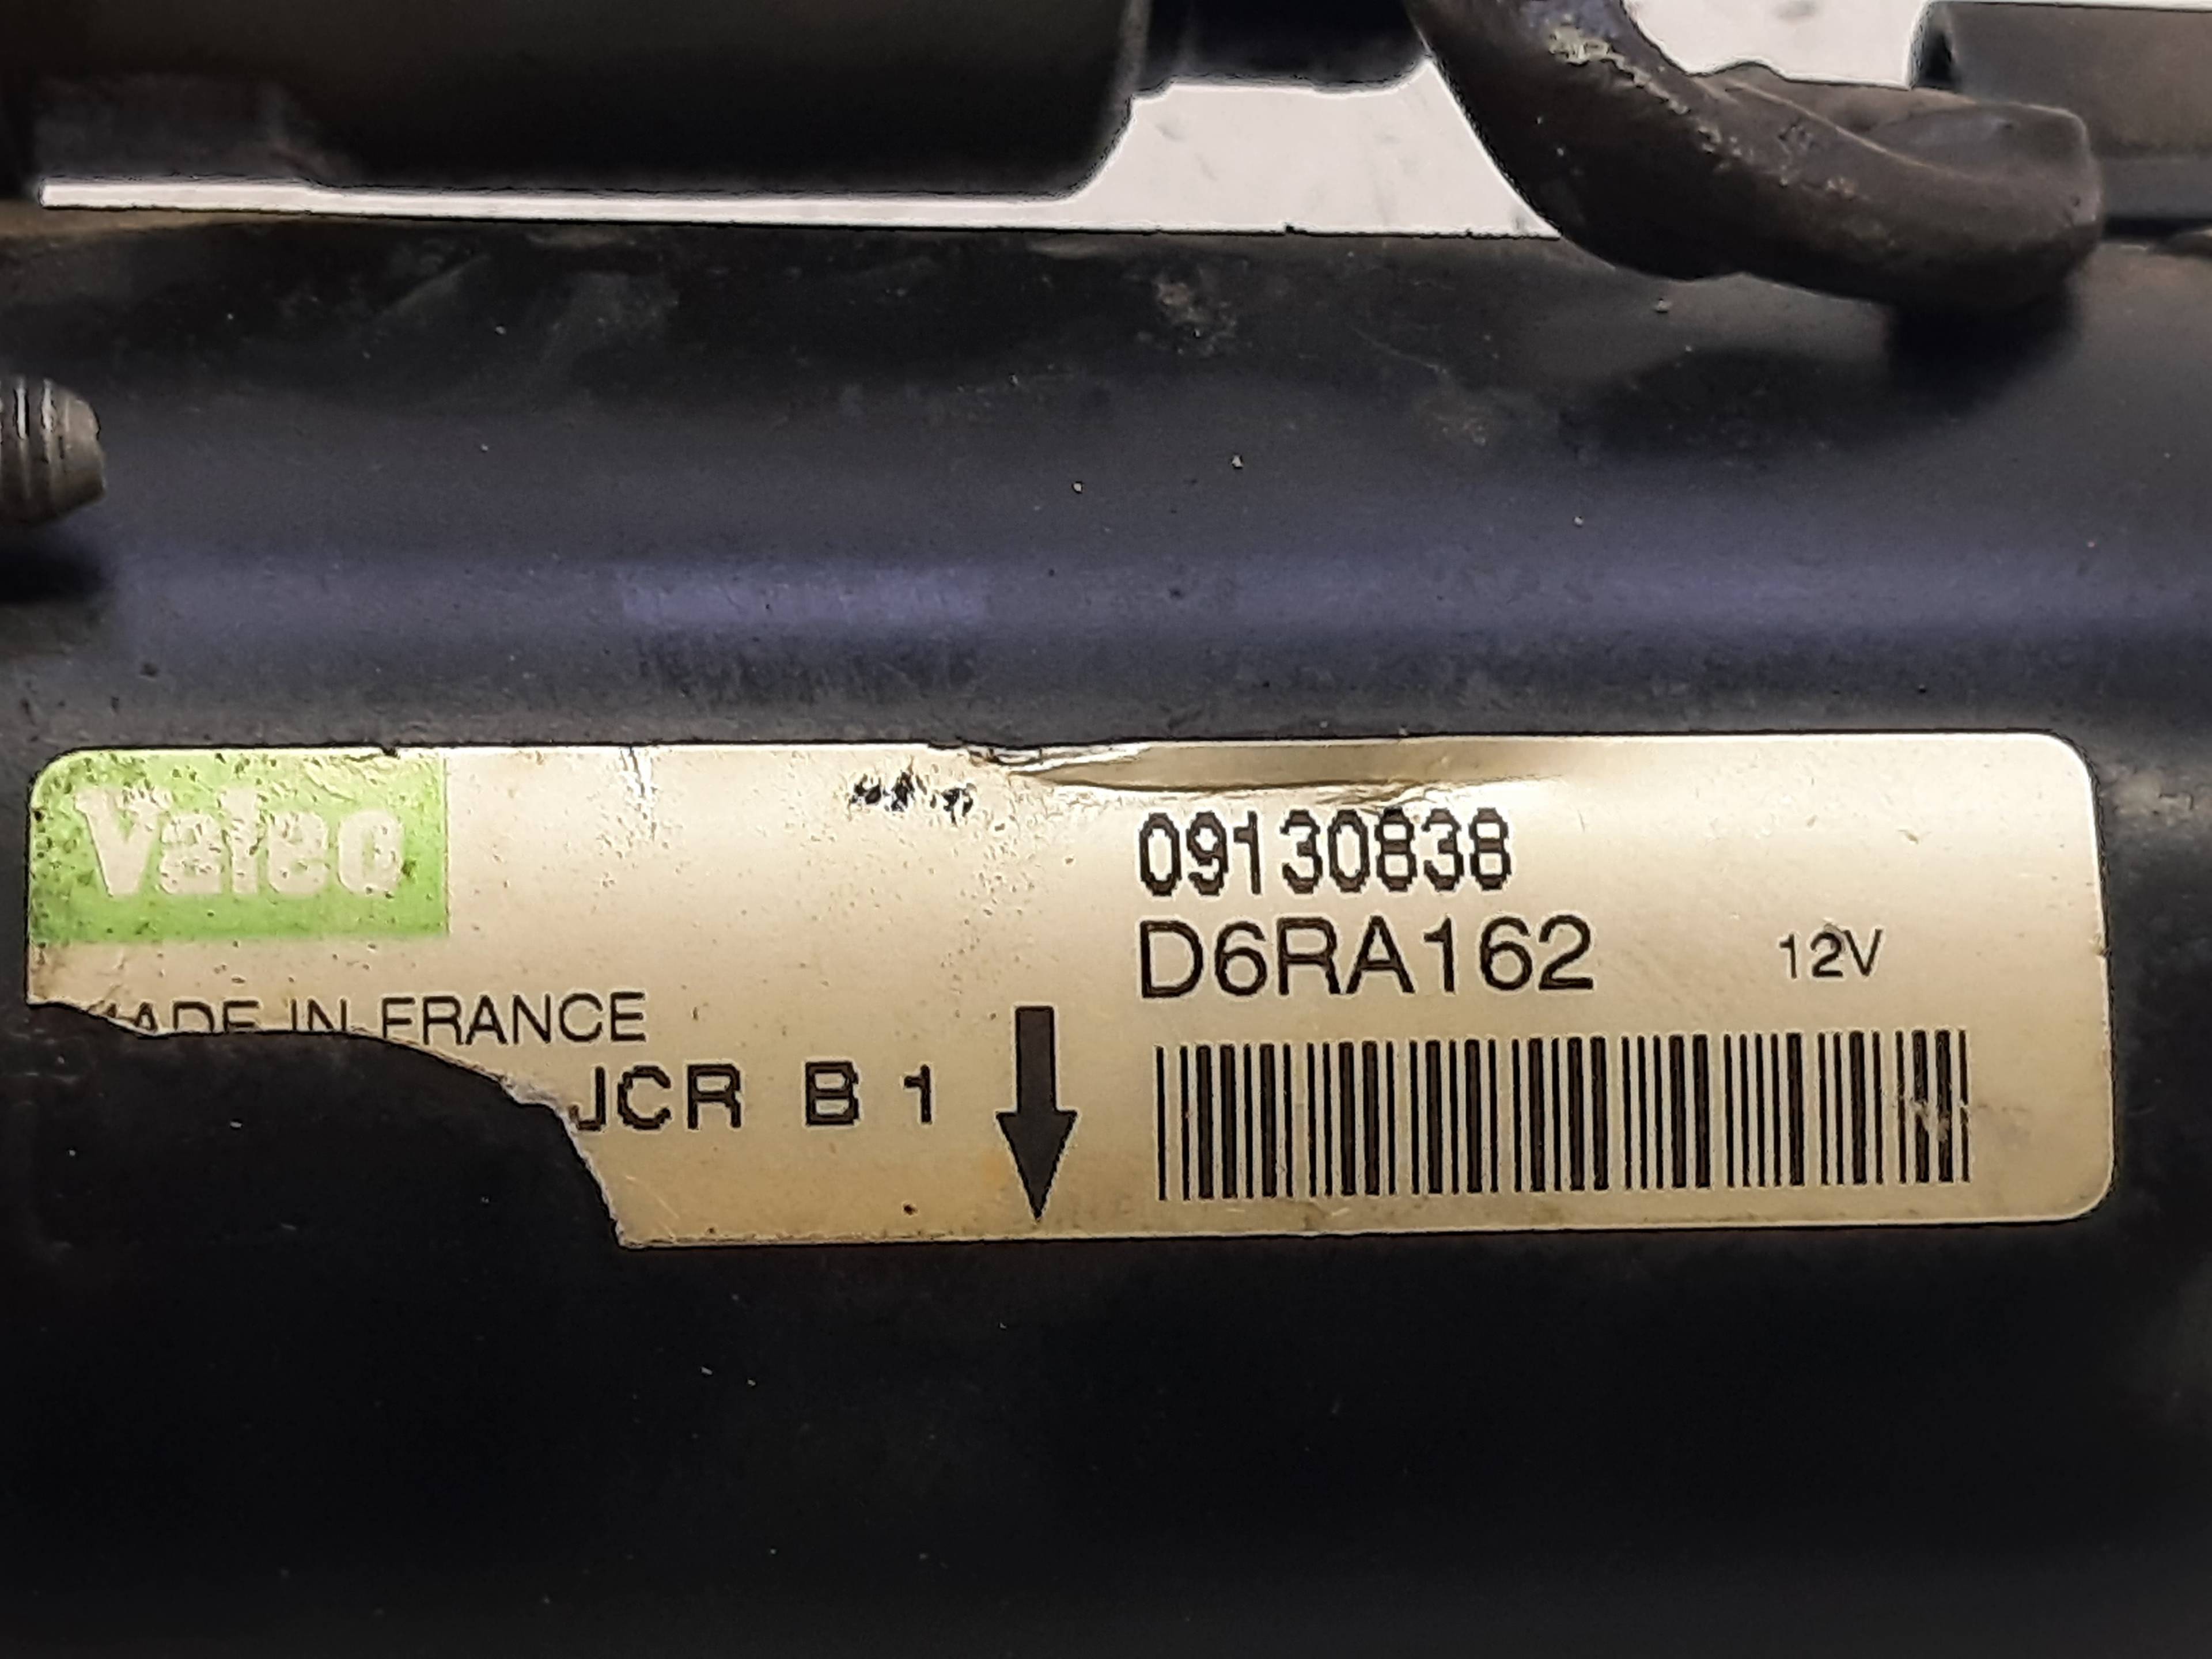 Valeo
09130838
D6RA162 12V
MADE IN FRANCE
JCR B 1